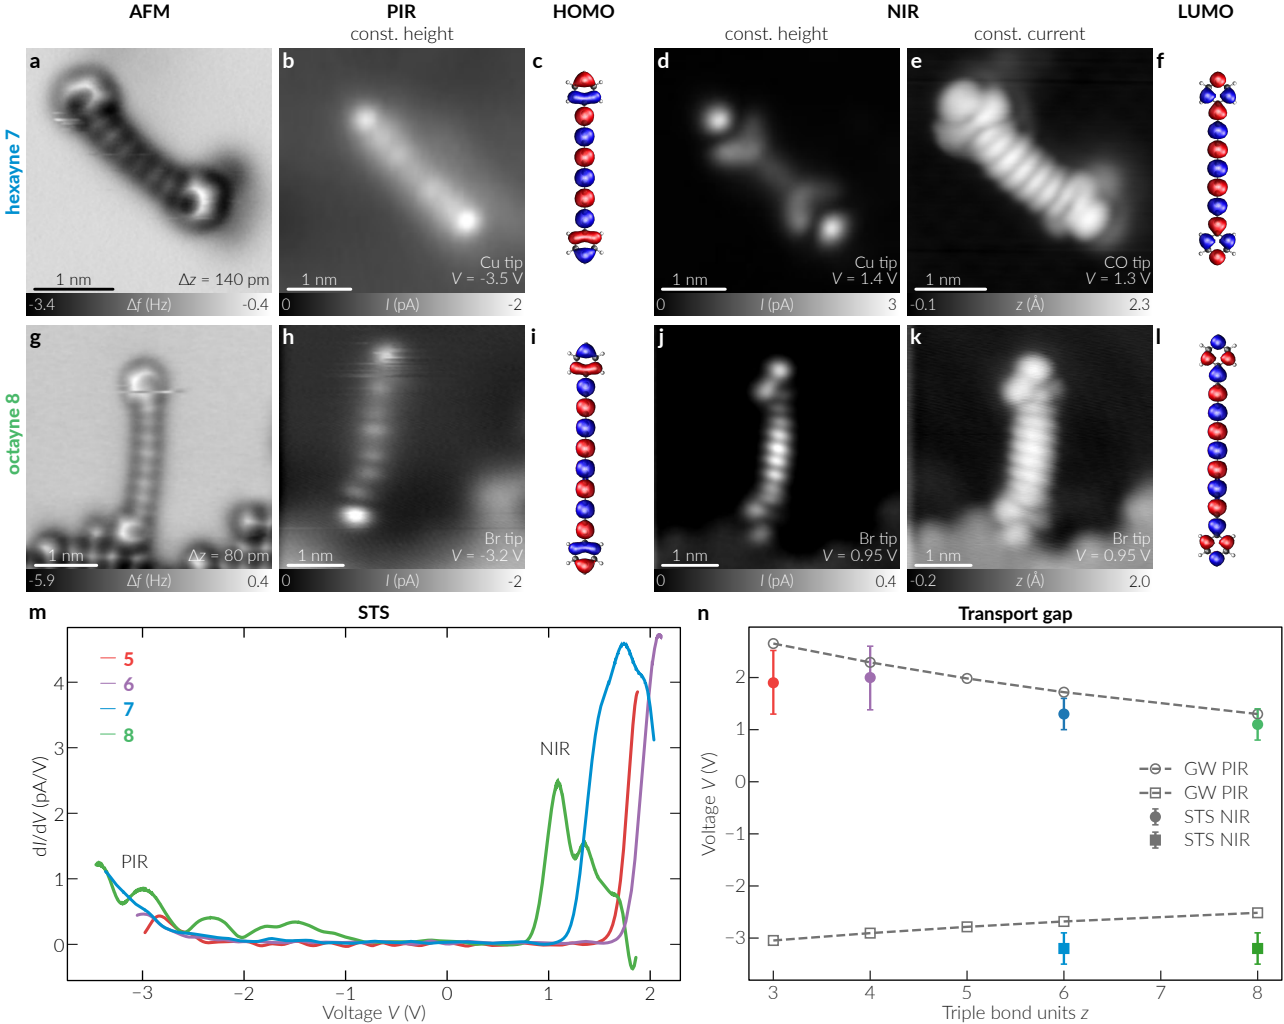 AFM
PIR
HOMO
NIR
LUMO
const. height
const. height
const. current
hexayne 7
a
1 nm
Δz = 140 pm
-3.4
Δf (Hz)
-0.4
b
Cu tip
1 nm
V = -3.5 V
0
I (pA)
-2
c
d
Cu tip
1 nm
V = 1.4 V
0
I (pA)
3
e
CO tip
1 nm
V = 1.3 V
-0.1
z (Å)
2.3
f
octayne 8
g
1 nm
Δz = 80 pm
-5.9
Δf (Hz)
0.4
h
Br tip
1 nm
V = -3.2 V
0
I (pA)
-2
i
j
Br tip
1 nm
V = 0.95 V
0
I (pA)
0.4
k
Br tip
1 nm
V = 0.95 V
-0.2
z (Å)
2.0
l
m
STS
5
6
7
8
PIR
NIR
4
3
2
1
0
dI/dV (pA/V)
−3
−2
−1
0
1
2
Voltage V (V)
n
Transport gap
2
1
0
−1
−2
−3
Voltage V (V)
GW PIR
GW PIR
STS NIR
STS NIR
3
4
5
6
7
8
Triple bond units z